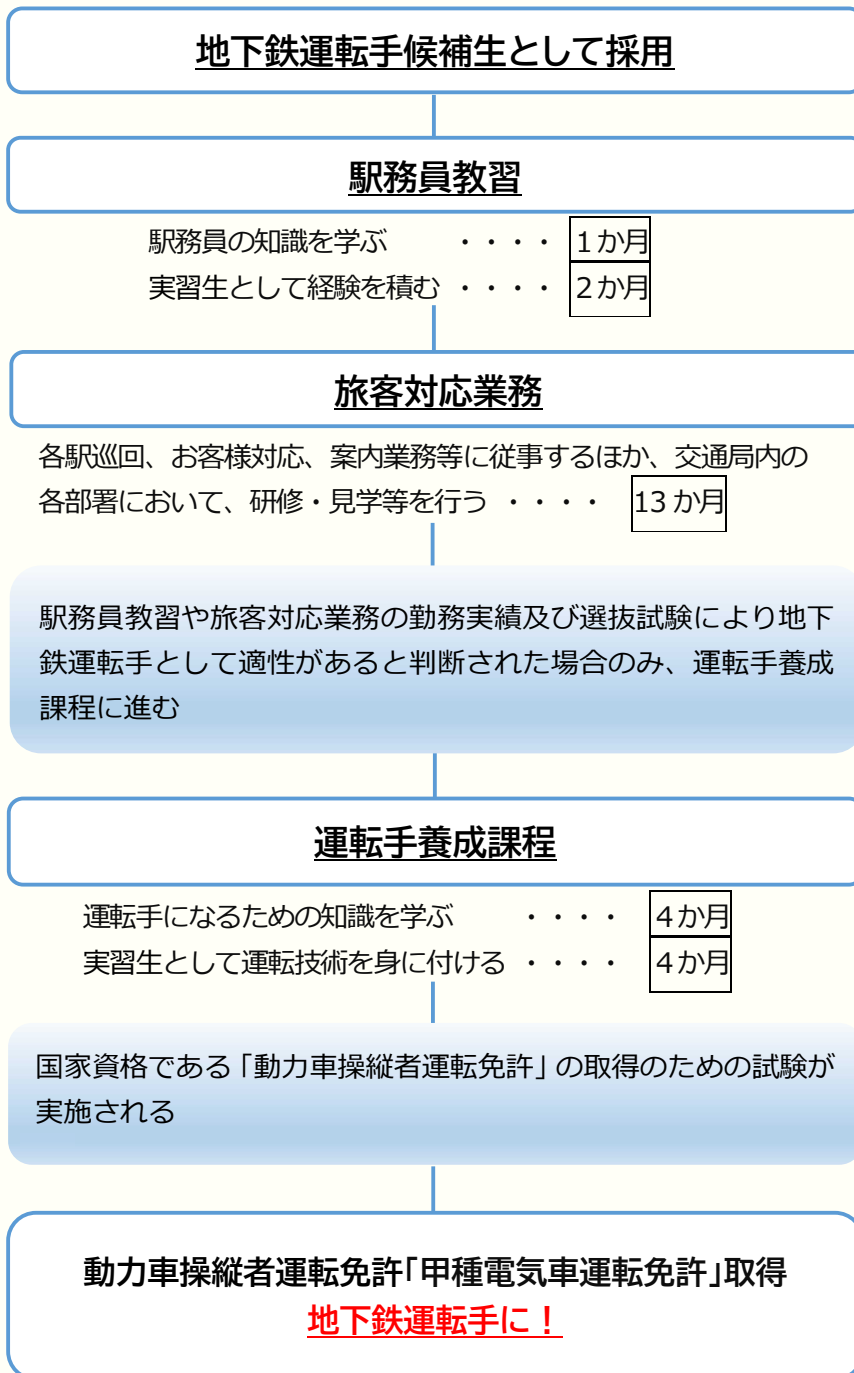 地下鉄運転手候補生として採用
駅務員教習
駅務員の知識を学ぶ ・・・・ １か月
実習生として経験を積む ・・・・ ２か月
旅客対応業務
各駅巡回、お客様対応、案内業務等に従事するほか、交通局内の
各部署において、研修・見学等を行う ・・・・ 13か月
駅務員教習や旅客対応業務の勤務実績及び選抜試験により地下
鉄運転手として適性があると判断された場合のみ、運転手養成
課程に進む
運転手養成課程
運転手になるための知識を学ぶ ・・・・ ４か月
実習生として運転技術を身に付ける ・・・・ ４か月
国家資格である「動力車操縦者運転免許」の取得のための試験が
実施される
動力車操縦者運転免許「甲種電気車運転免許」取得
地下鉄運転手に！